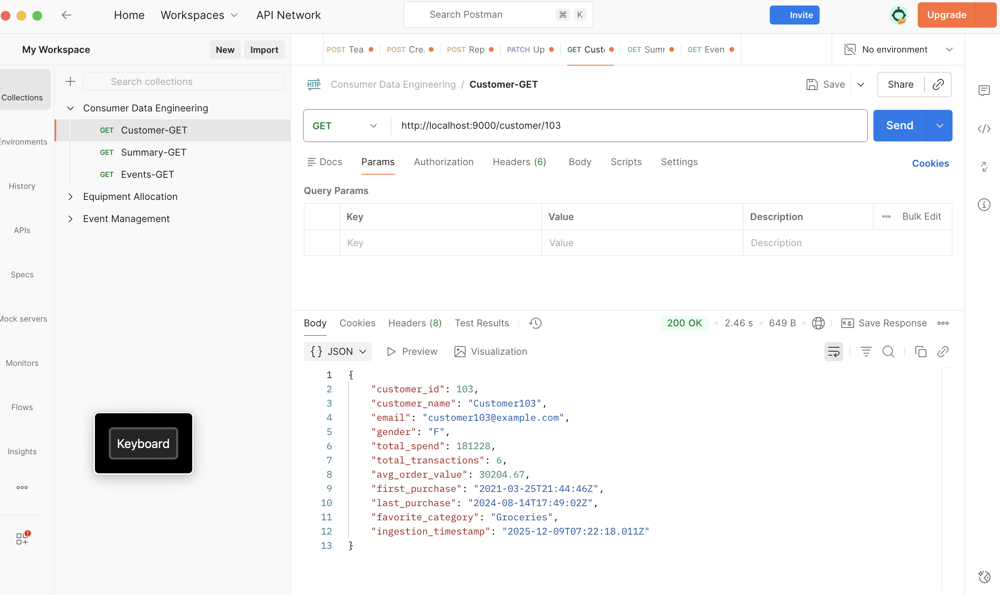 Home Workspaces API Network Search Postman ⌘ K Invite Upgrade
My Workspace New Import
POST Tea POST Cre POST Rep PATCH Up GET Cust GET Sum GET Even No environment
Collections
Environments
History
APIs
Specs
Mock servers
Monitors
Flows
Insights
Search collections
Consumer Data Engineering
GET Customer-GET
GET Summary-GET
GET Events-GET
Equipment Allocation
Event Management
Keyboard
HTTP Consumer Data Engineering / Customer-GET Save Share
GET http://localhost:9000/customer/103 Send
Docs Params Authorization Headers (6) Body Scripts Settings Cookies
Query Params
Key Value Description Bulk Edit
Key Value Description
Body Cookies Headers (8) Test Results 200 OK • 2.46 s • 649 B • e.g. Save Response
{} JSON Preview Visualization
1 {
2 "customer_id": 103,
3 "customer_name": "Customer103",
4 "email": "customer103@example.com",
5 "gender": "F",
6 "total_spend": 181228,
7 "total_transactions": 6,
8 "avg_order_value": 30204.67,
9 "first_purchase": "2021-03-25T21:44:46Z",
10 "last_purchase": "2024-08-14T17:49:02Z",
11 "favorite_category": "Groceries",
12 "ingestion_timestamp": "2025-12-09T07:22:18.011Z"
13 }